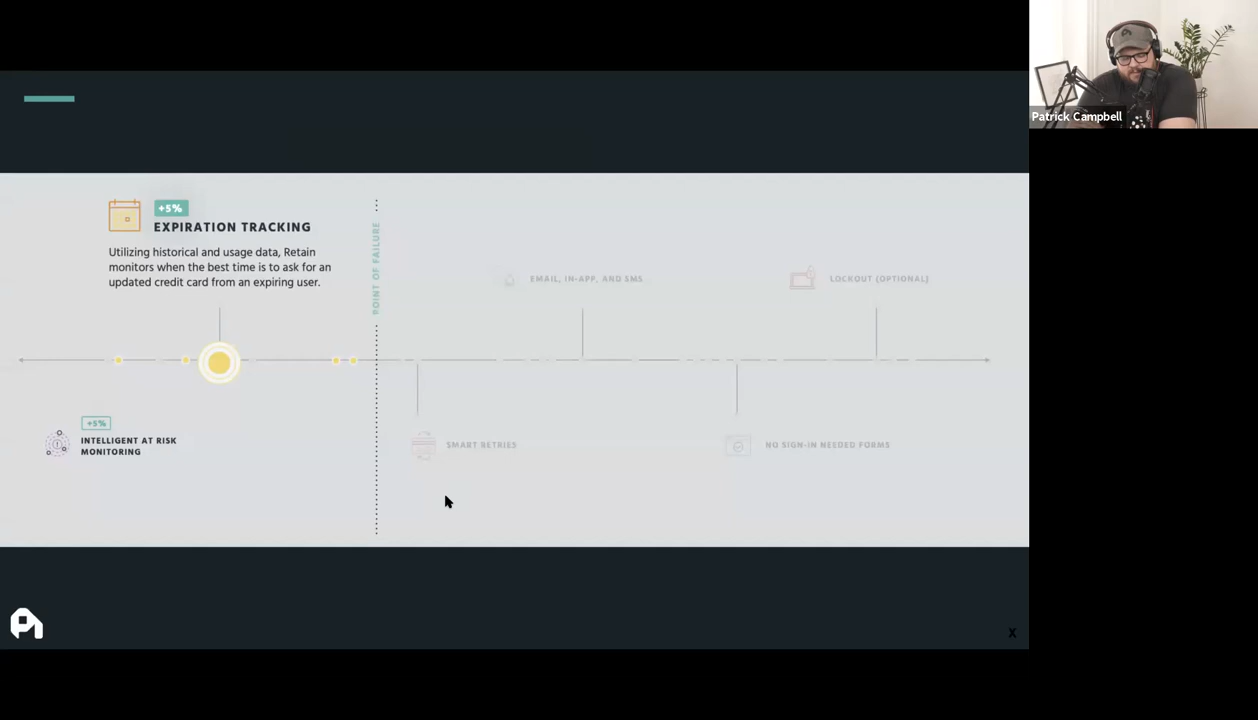 Patrick Campbell
+5%
EXPIRATION TRACKING
Utilizing historical and usage data, Retain
monitors when the best time is to ask for an
updated credit card from an expiring user.
POINT OF FAILURE
EMAIL, IN-APP, AND SMS
LOCKOUT (OPTIONAL)
+5%
INTELLIGENT AT RISK
MONITORING
SMART RETRIES
NO SIGN-IN NEEDED FORMS
X